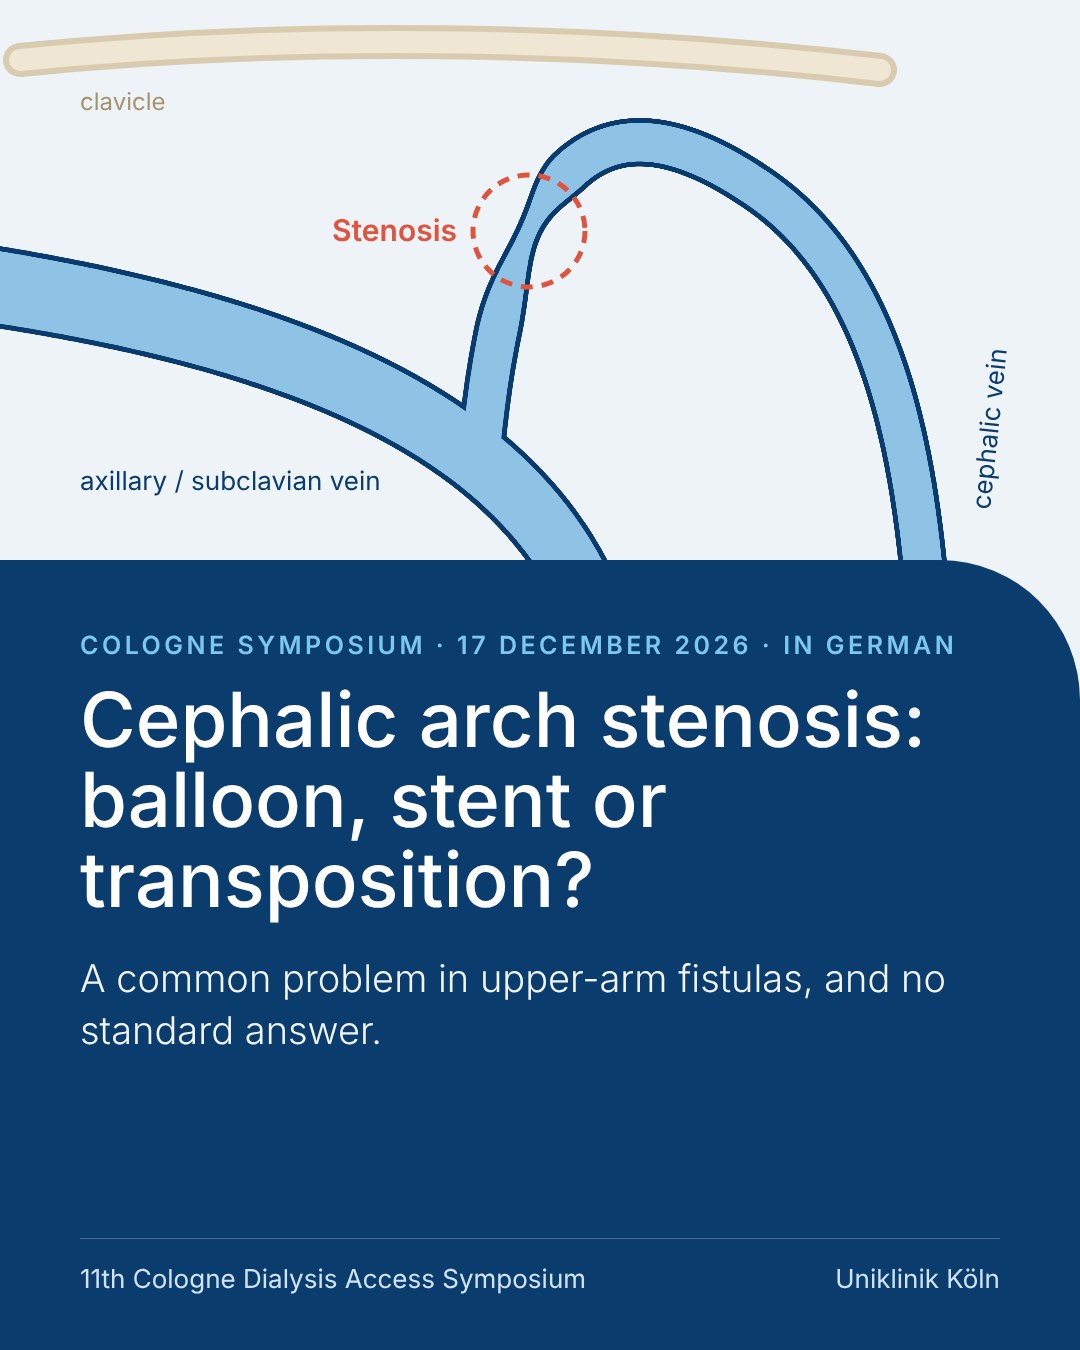 clavicle
Stenosis
cephalic vein
axillary / subclavian vein
COLOGNE SYMPOSIUM · 17 DECEMBER 2026 · IN GERMAN
Cephalic arch stenosis:
balloon, stent or
transposition?
A common problem in upper-arm fistulas, and no
standard answer.
11th Cologne Dialysis Access Symposium
Uniklinik Köln